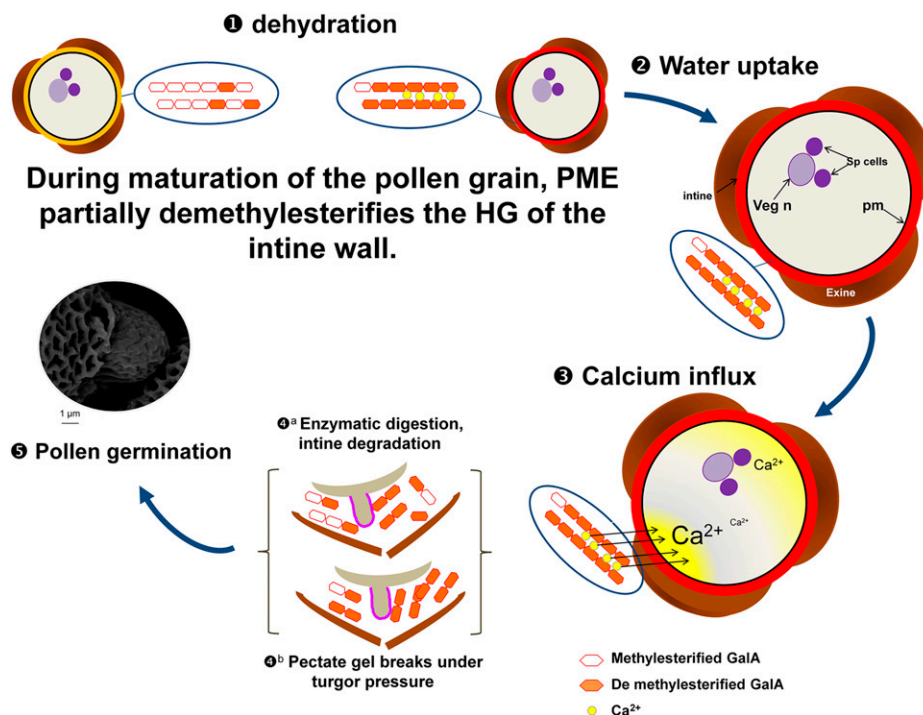 ❶ dehydration
❷ Water uptake
During maturation of the pollen grain, PME
partially demethylesterifies the HG of the
intine wall.
Sp cells
intine
Veg n
pm
Exine
1 µm
❸ Calcium influx
❹ᵃ Enzymatic digestion,
intine degradation
❺ Pollen germination
Ca²⁺
Ca²⁺
Ca²⁺
❹ᵇ Pectate gel breaks under
turgor pressure
Methylesterified GalA
De methylesterified GalA
Ca²⁺